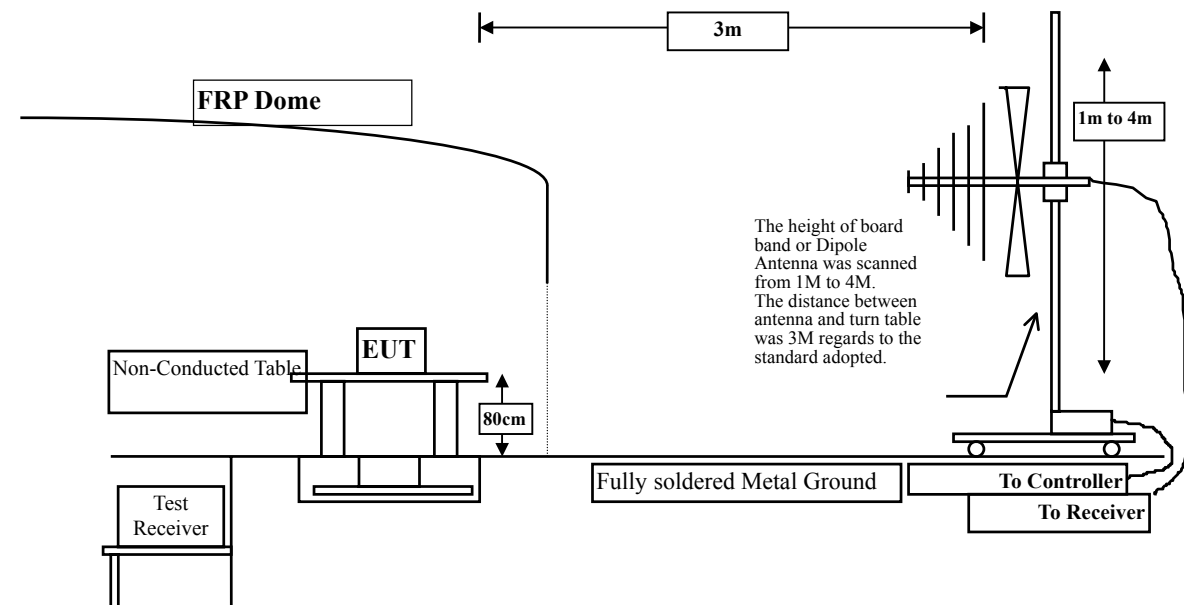 3m
FRP Dome
1m to 4m
The height of board
band or Dipole
Antenna was scanned
from 1M to 4M.
The distance between
antenna and turn table
was 3M regards to the
standard adopted.
EUT
Non-Conducted Table
80cm
Fully soldered Metal Ground
To Controller
To Receiver
Test
Receiver